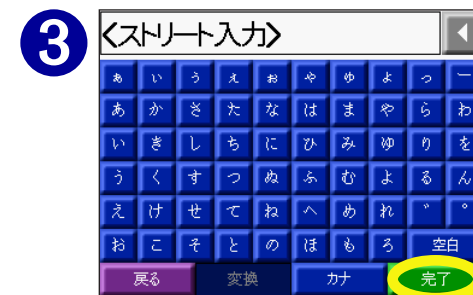 3
〈ストリート入力〉
ぁ ぃ ぅ ぇ ぉ ゃ ゅ ょ っ ー
あ か さ た な は ま や ら わ
い き し ち に ひ み ゆ り を
う く す つ ぬ ふ む よ る ん
え け せ て ね へ め れ ゛ ゜
お こ そ と の ほ も ろ 空白
戻る 変換 カナ 完了